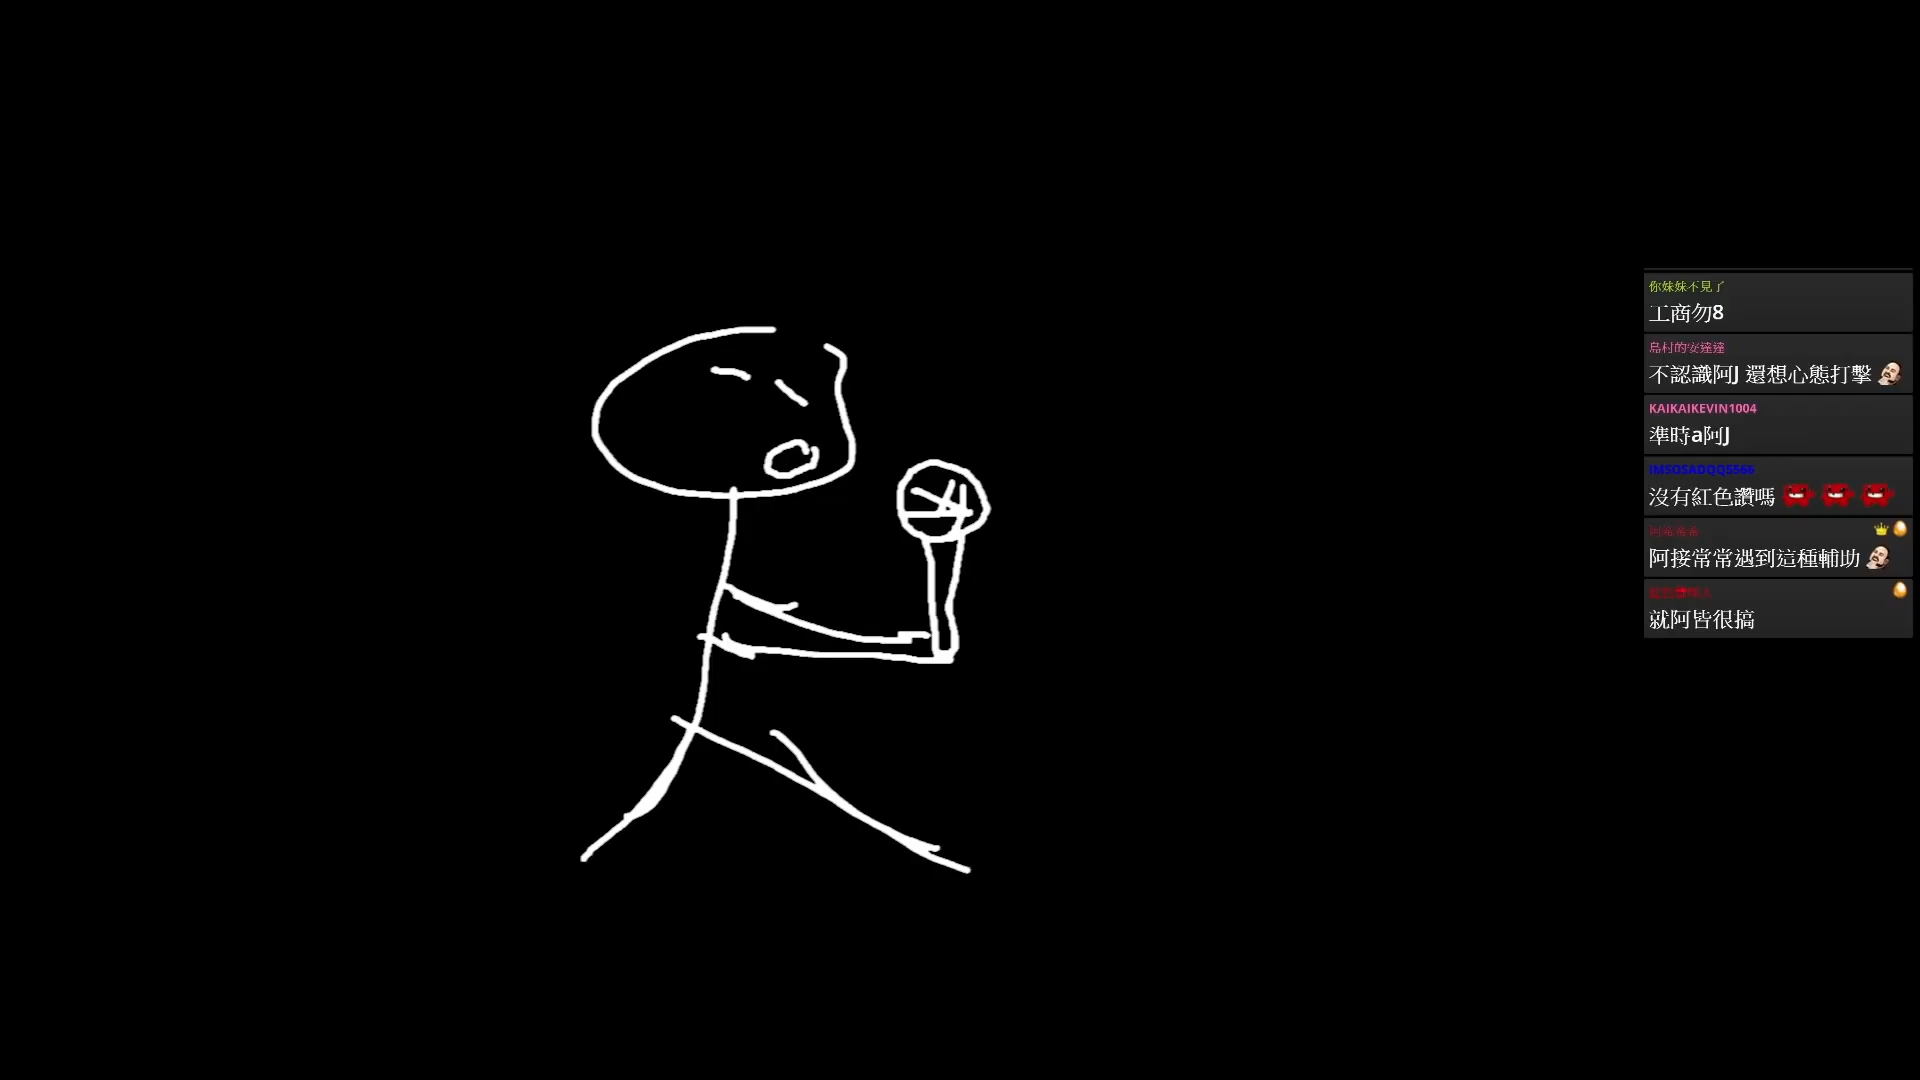 你妹妹不見了
工商勿8
島村的安達達
不認識阿J 還想心態打擊
KAIKAIKEVIN1004
準時a阿J
IMSOSADQQ5566
沒有紅色讚嗎
阿接常常遇到這種輔助
就阿皆很搞